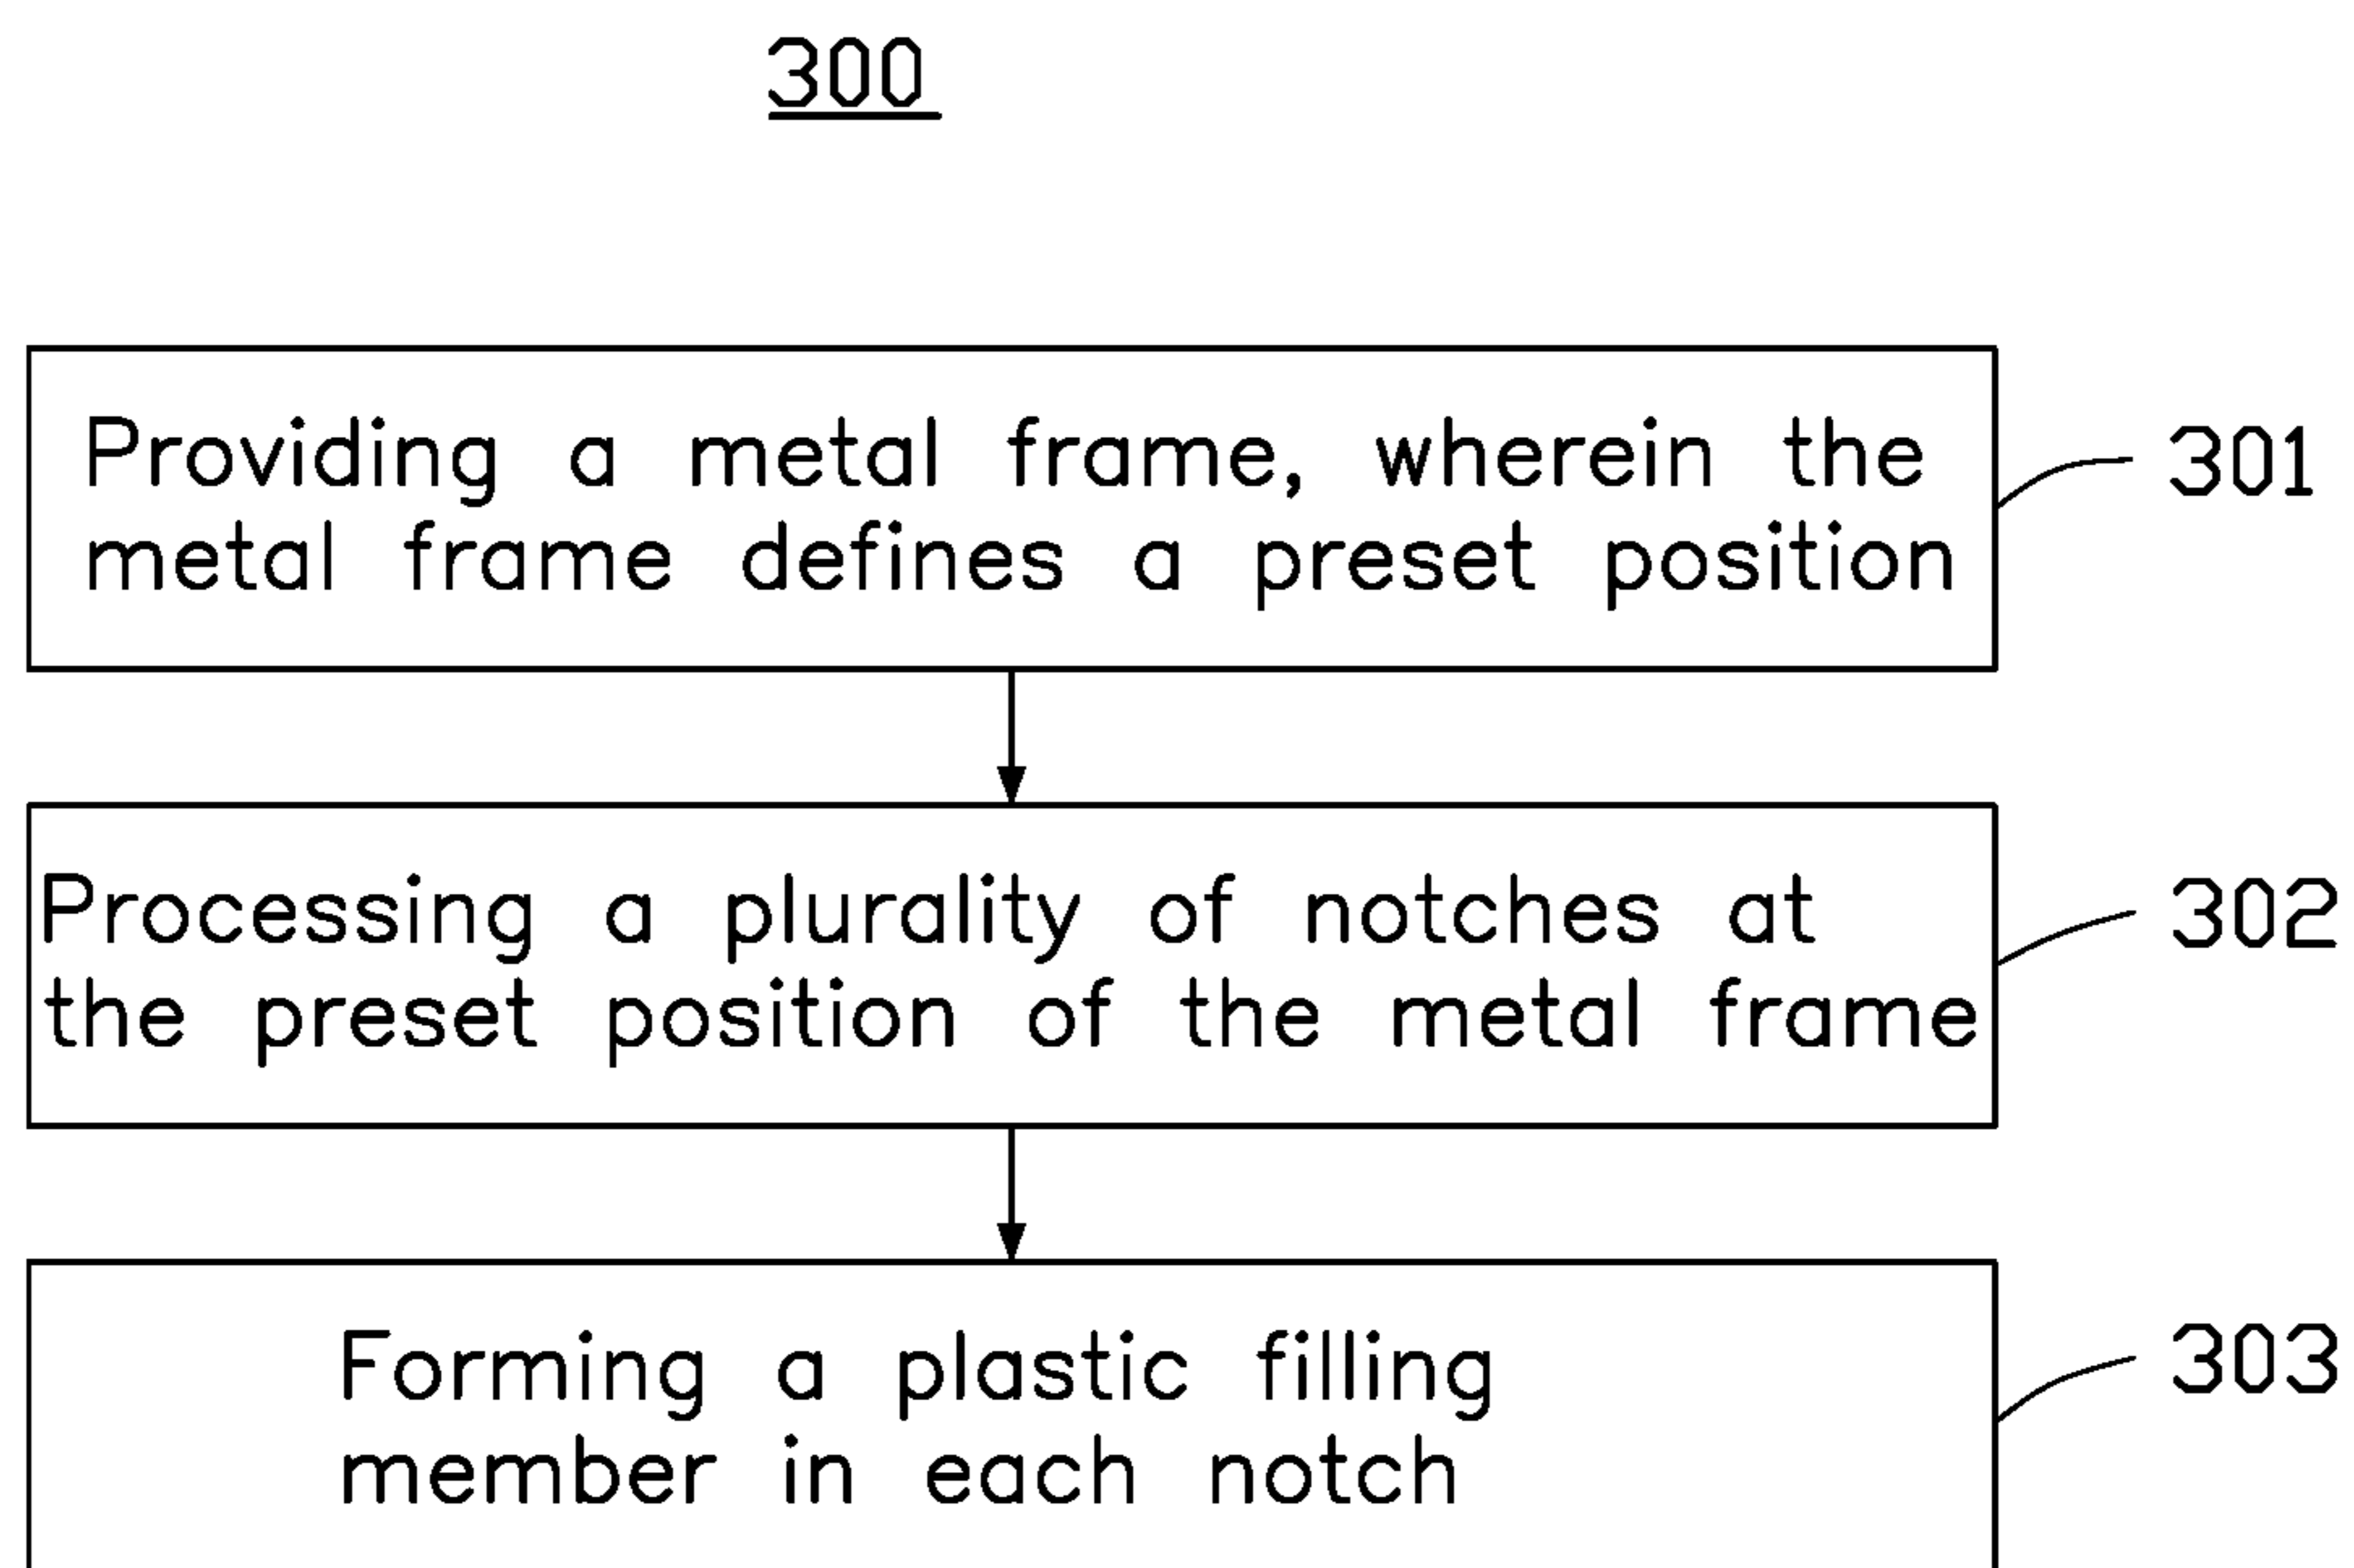 300
Providing a metal frame, wherein the
metal frame defines a preset position
301
Processing a plurality of notches at
the preset position of the metal frame
302
Forming a plastic filling
member in each notch
303